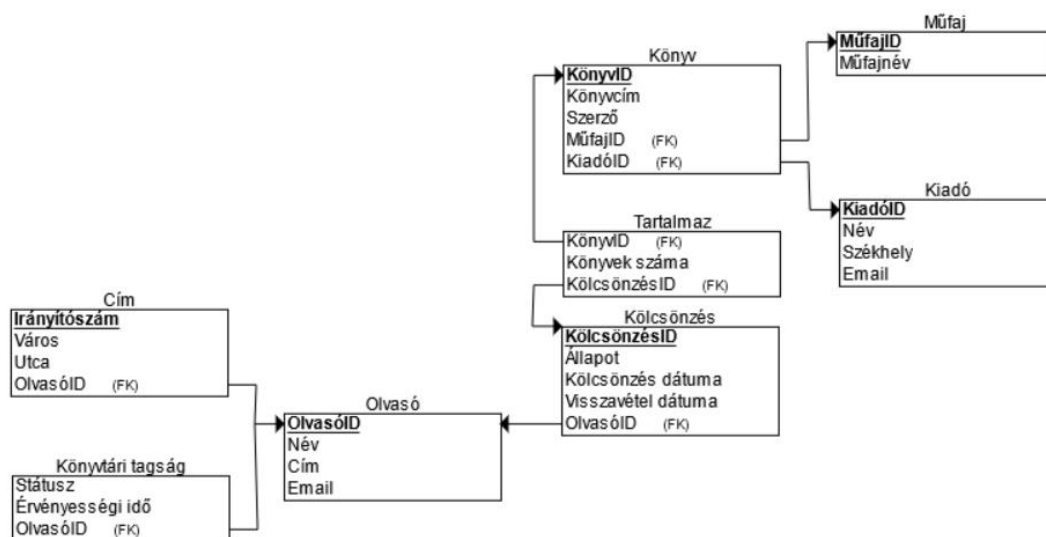 Műfaj
MűfajID
Műfajnév
Könyv
KönyvID
Könyvcím
Szerző
MűfajID (FK)
KiadóID (FK)
Kiadó
KiadóID
Név
Székhely
Email
Tartalmaz
KönyvID (FK)
Könyvek száma
KölcsönzésID (FK)
Kölcsönzés
KölcsönzésID
Állapot
Kölcsönzés dátuma
Visszavétel dátuma
OlvasóID (FK)
Cím
Irányítószám
Város
Utca
OlvasóID (FK)
Olvasó
OlvasóID
Név
Cím
Email
Könyvtári tagság
Státusz
Érvényességi idő
OlvasóID (FK)